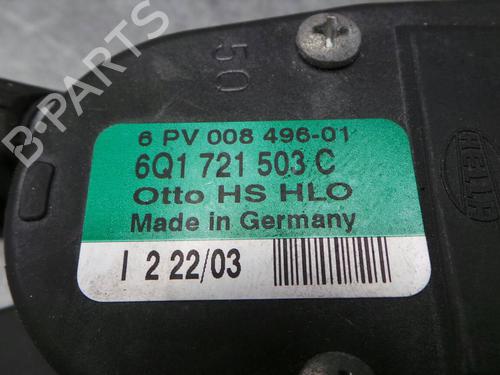 50
6 PV 008 496-01
6Q1 721 503 C
Otto HS HLO
Made in Germany
I 2 22/03
HELLA
B-PARTS